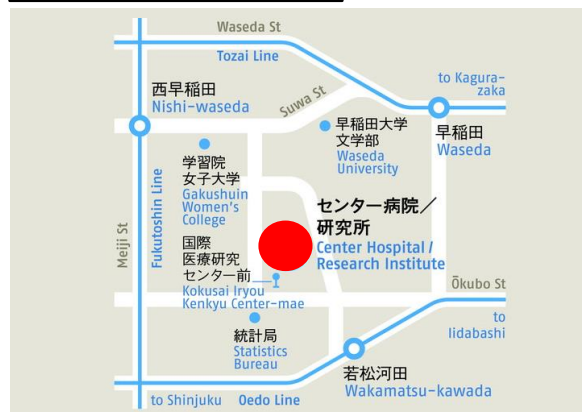 Waseda St
Tozai Line
to Kagura-
zaka
西早稲田
Nishi-waseda
Suwa St
早稲田大学
文学部
Waseda
University
早稲田
Waseda
学習院
女子大学
Gakushuin
Women's
College
Meiji St
Fukutoshin Line
センター病院／
研究所
Center Hospital /
Research Institute
国際
医療研究
センター前
Kokusai Iryou
Kenkyu Center-mae
Ōkubo St
to
Iidabashi
統計局
Statistics
Bureau
若松河田
Wakamatsu-kawada
to Shinjuku
Oedo Line